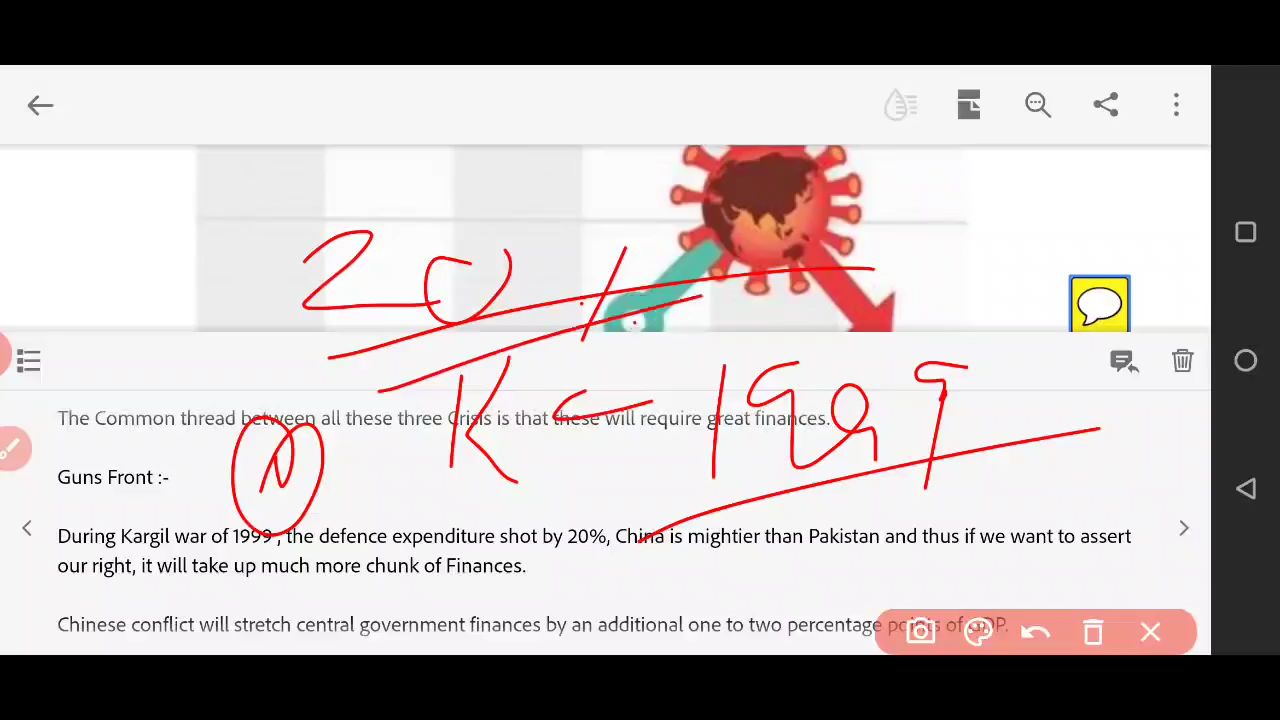 20 /.
K - 1999
The Common thread between all these three Crisis is that these will require great finances.
Guns Front :-
During Kargil war of 1999 , the defence expenditure shot by 20%, China is mightier than Pakistan and thus if we want to assert
our right, it will take up much more chunk of Finances.
Chinese conflict will stretch central government finances by an additional one to two percentage points of GDP.